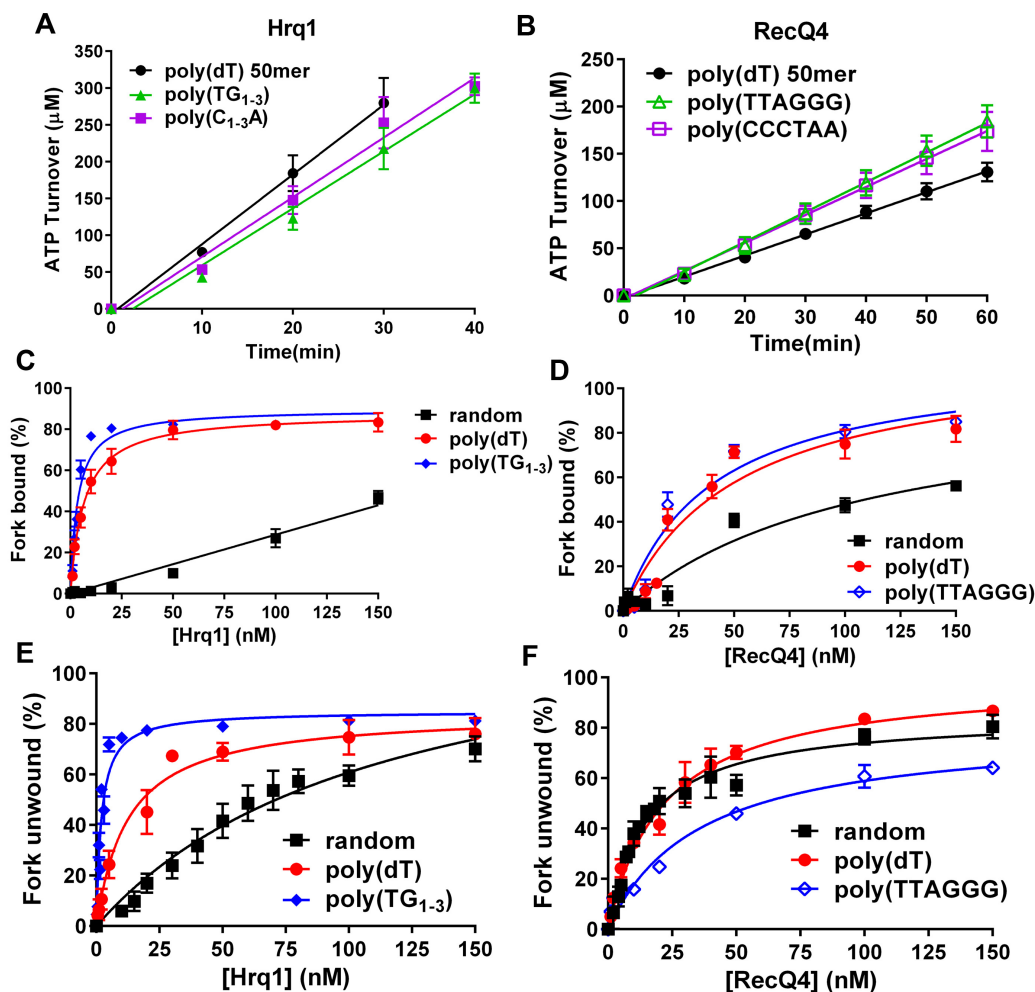 A
Hrq1
350
300
250
200
150
100
50
0
ATP Turnover (μM)
poly(dT) 50mer
poly(TG1-3)
poly(C1-3A)
0 10 20 30 40
Time(min)
B
RecQ4
250
200
150
100
50
0
ATP Turnover (μM)
poly(dT) 50mer
poly(TTAGGG)
poly(CCCTAA)
0 10 20 30 40 50 60
Time(min)
C
100
80
60
40
20
0
Fork bound (%)
random
poly(dT)
poly(TG1-3)
0 25 50 75 100 125 150
[Hrq1] (nM)
D
100
80
60
40
20
0
Fork bound (%)
random
poly(dT)
poly(TTAGGG)
0 25 50 75 100 125 150
[RecQ4] (nM)
E
100
80
60
40
20
0
Fork unwound (%)
random
poly(dT)
poly(TG1-3)
0 25 50 75 100 125 150
[Hrq1] (nM)
F
100
80
60
40
20
0
Fork unwound (%)
random
poly(dT)
poly(TTAGGG)
0 25 50 75 100 125 150
[RecQ4] (nM)